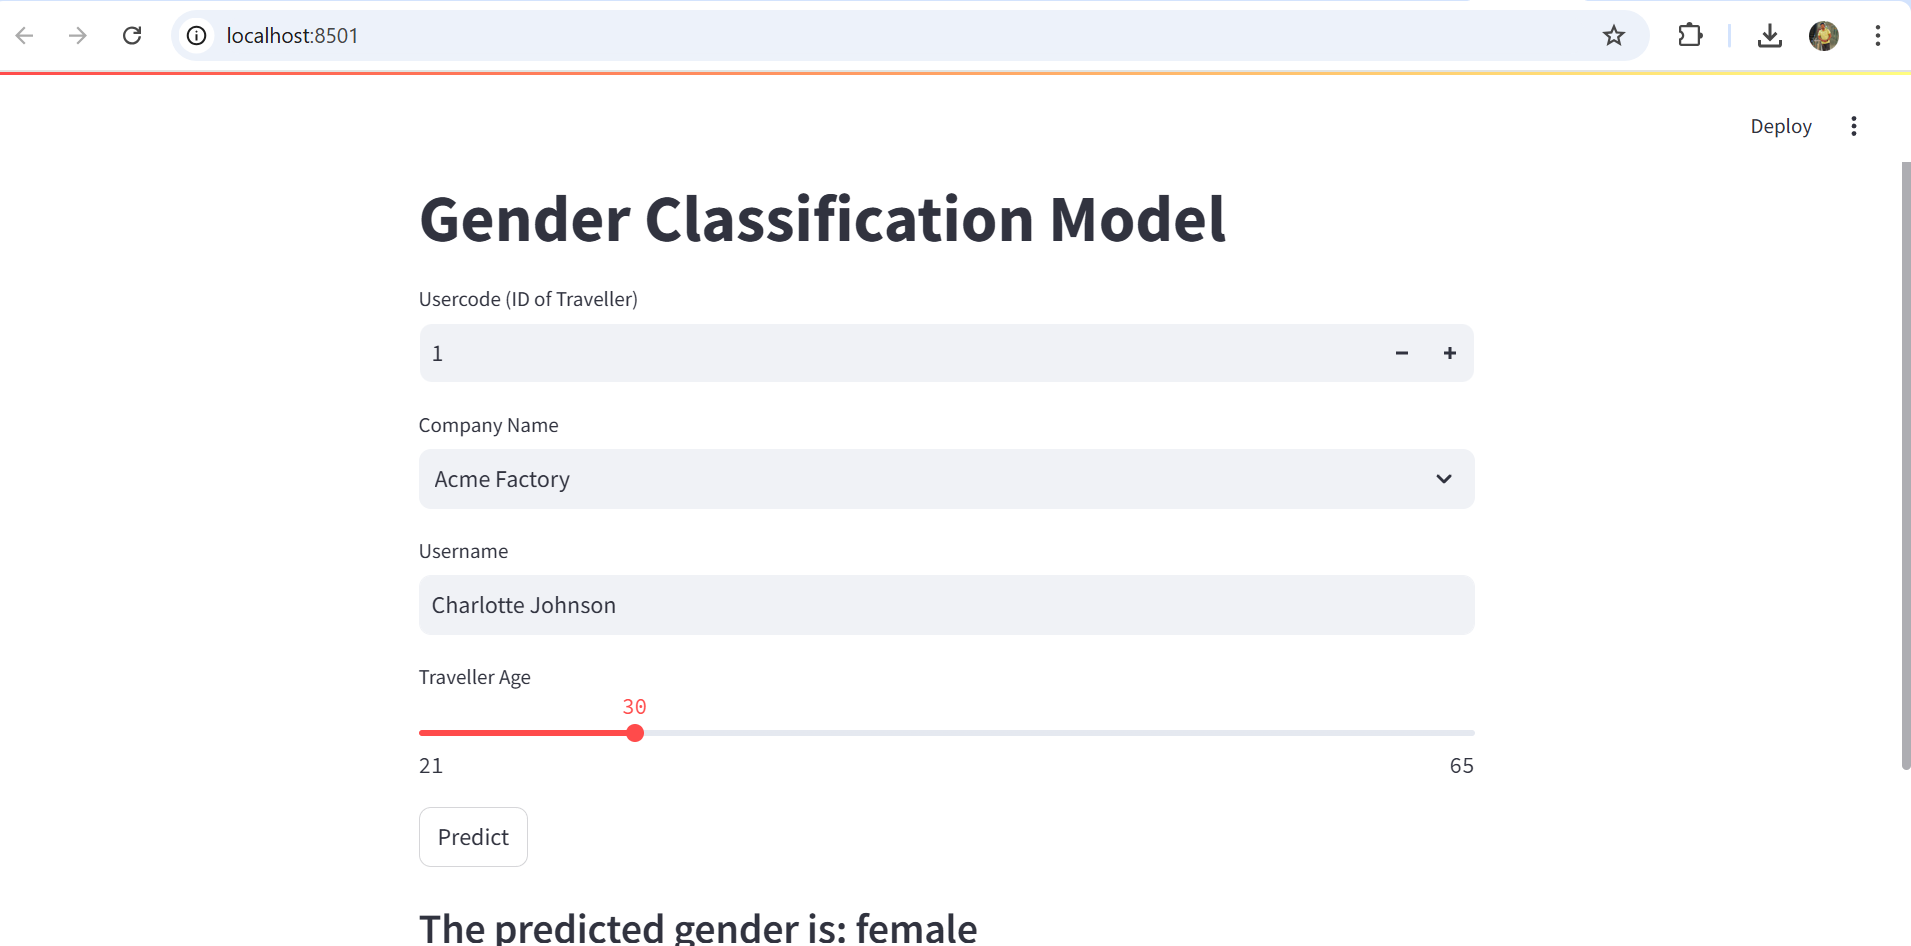 localhost:8501
Deploy
Gender Classification Model
Usercode (ID of Traveller)
1
Company Name
Acme Factory
Username
Charlotte Johnson
Traveller Age
30
21 65
Predict
The predicted gender is: female